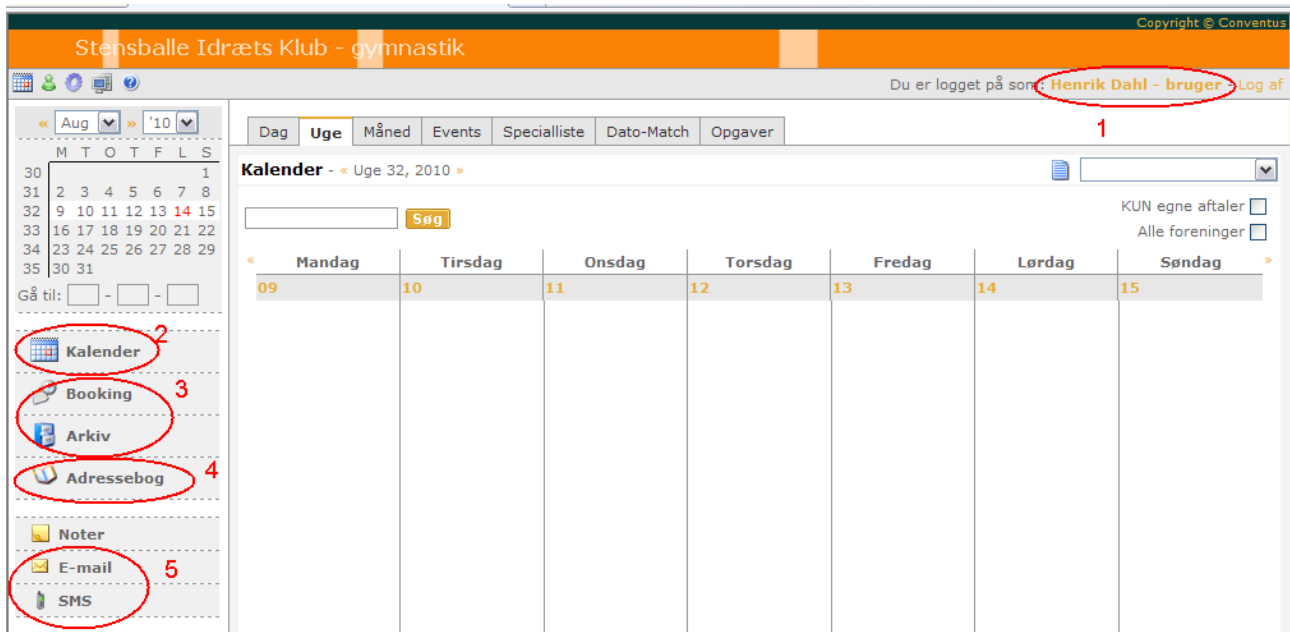 Copyright © Conventus
Stensballe Idræts Klub - gymnastik
Du er logget på som: Henrik Dahl - bruger - Log af
1
« Aug » '10
M T O T F L S
30 1
31 2 3 4 5 6 7 8
32 9 10 11 12 13 14 15
33 16 17 18 19 20 21 22
34 23 24 25 26 27 28 29
35 30 31
Gå til: - -
Dag Uge Måned Events Specialliste Dato-Match Opgaver
Kalender - « Uge 32, 2010 »
Søg
KUN egne aftaler
Alle foreninger
« Mandag Tirsdag Onsdag Torsdag Fredag Lørdag Søndag »
09 10 11 12 13 14 15
Kalender 2
Booking 3
Arkiv
Adressebog 4
Noter
E-mail 5
SMS